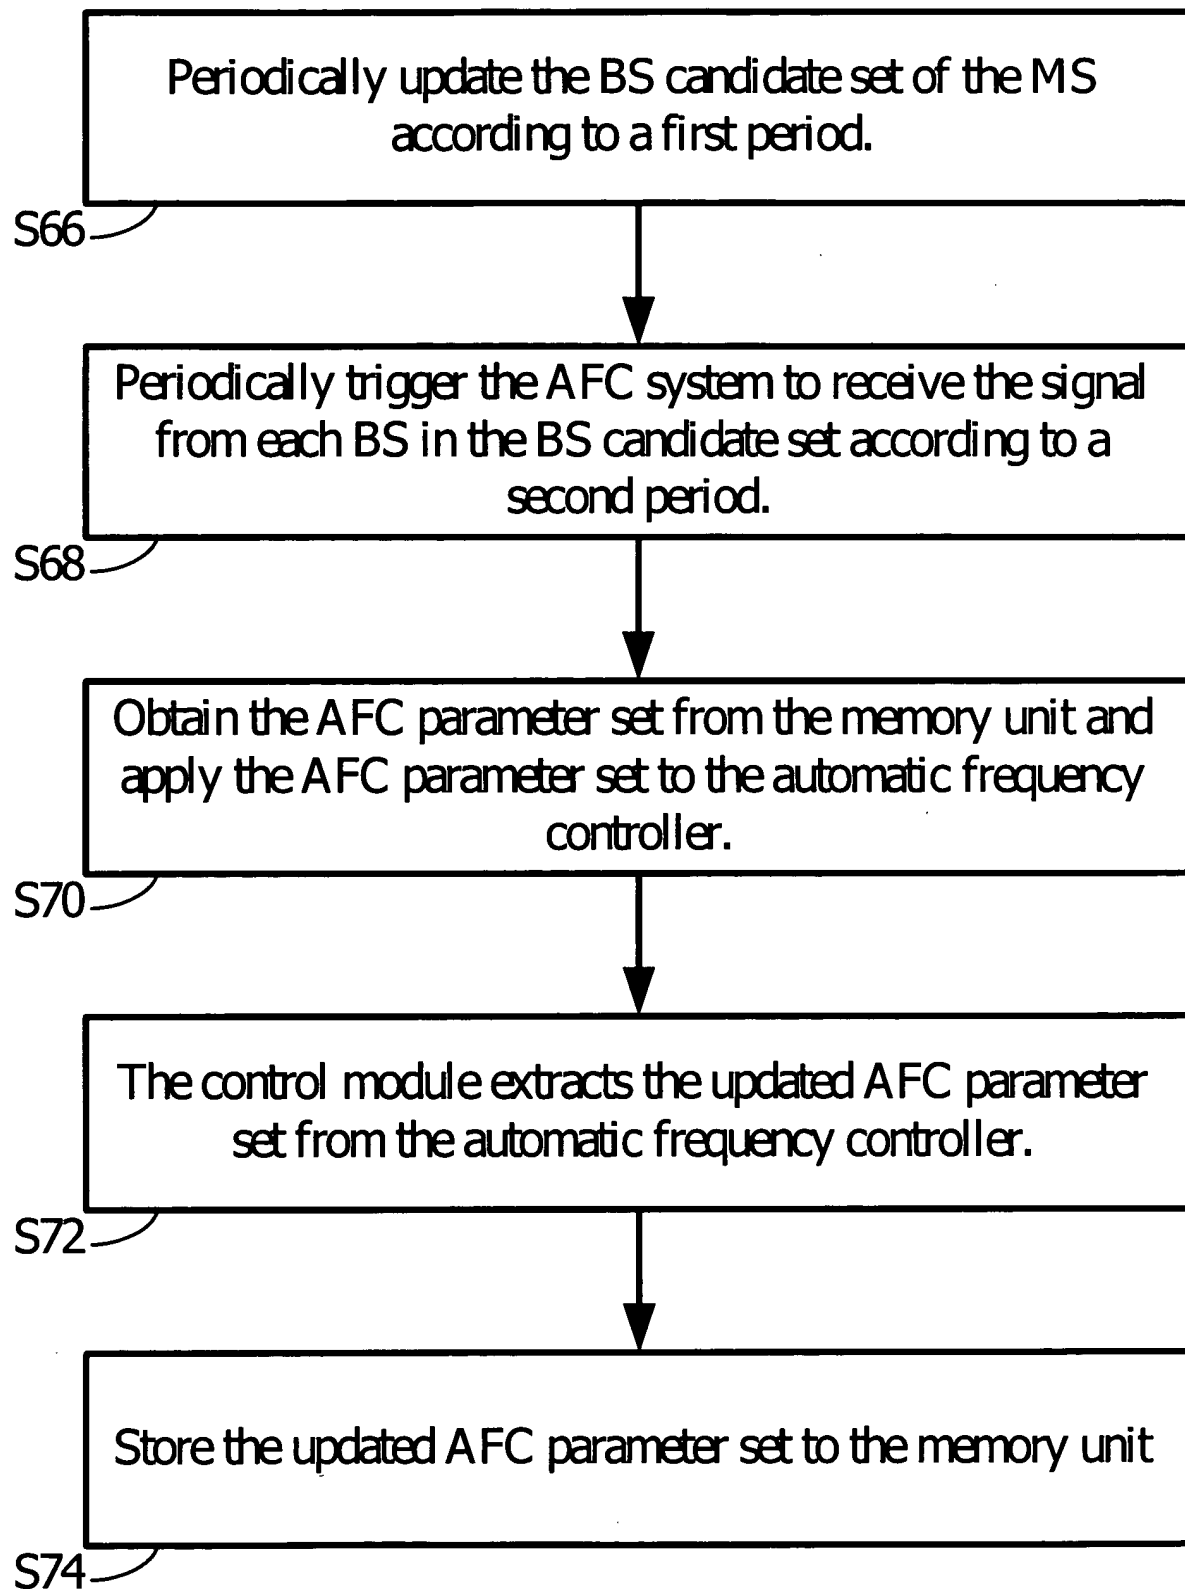 Periodically update the BS candidate set of the MS
according to a first period.
S66
Periodically trigger the AFC system to receive the signal
from each BS in the BS candidate set according to a
second period.
S68
Obtain the AFC parameter set from the memory unit and
apply the AFC parameter set to the automatic frequency
controller.
S70
The control module extracts the updated AFC parameter
set from the automatic frequency controller.
S72
Store the updated AFC parameter set to the memory unit
S74